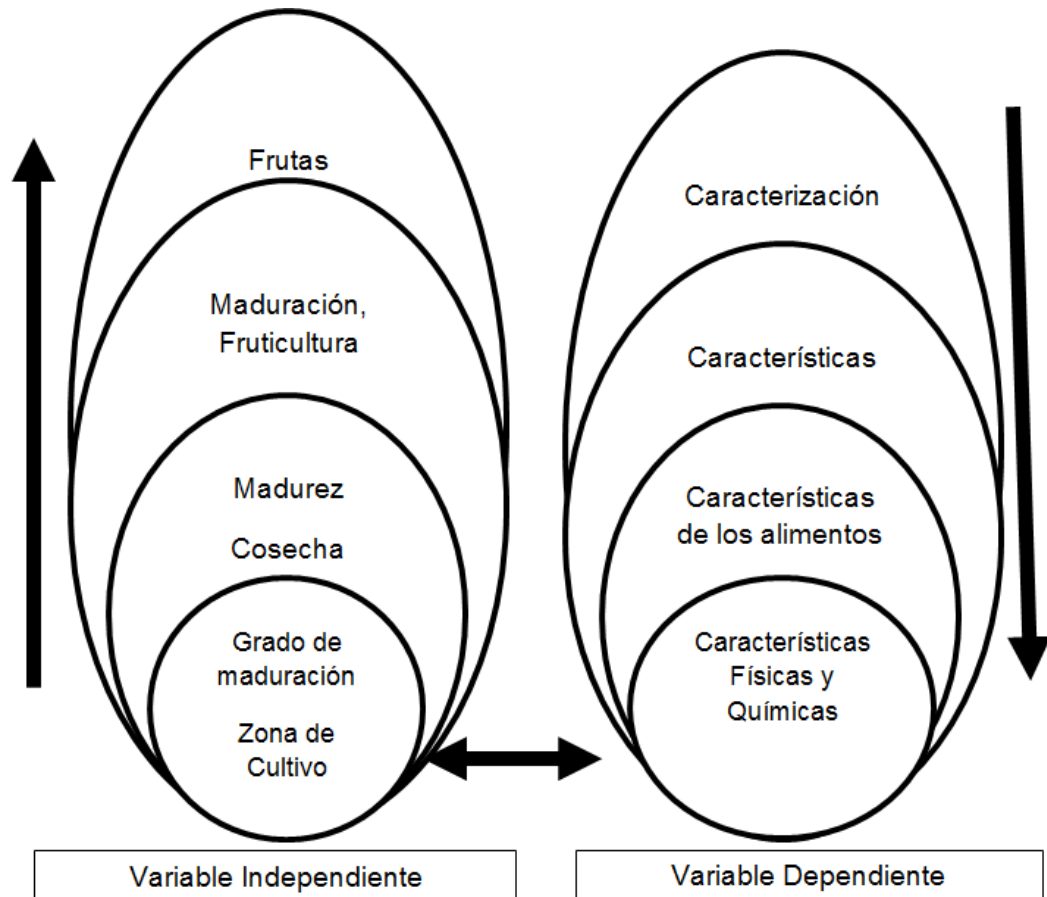 Frutas
Maduración,
Fruticultura
Madurez
Cosecha
Grado de
maduración
Zona de
Cultivo
Variable Independiente
Caracterización
Características
Características
de los alimentos
Características
Físicas y
Químicas
Variable Dependiente